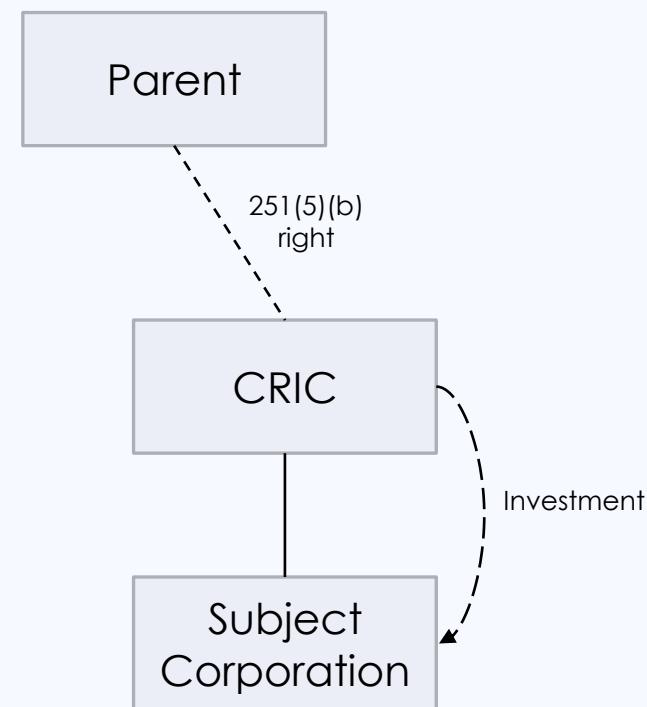 Parent
251(5)(b)
right
CRIC
Investment
Subject
Corporation